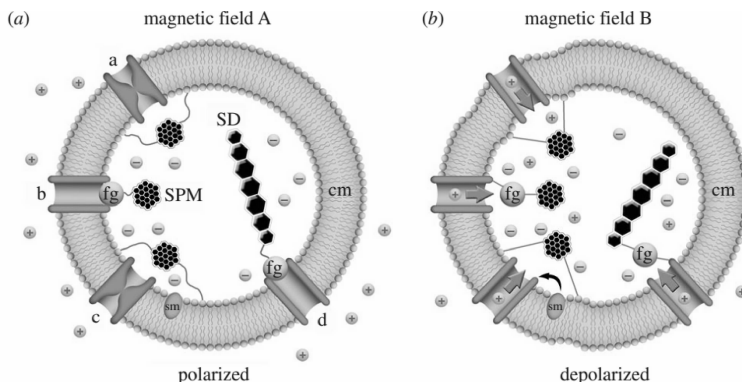 (a) magnetic field A
a
SD
b
fg
SPM
cm
fg
sm
c
d
polarized
(b) magnetic field B
fg
cm
fg
sm
depolarized